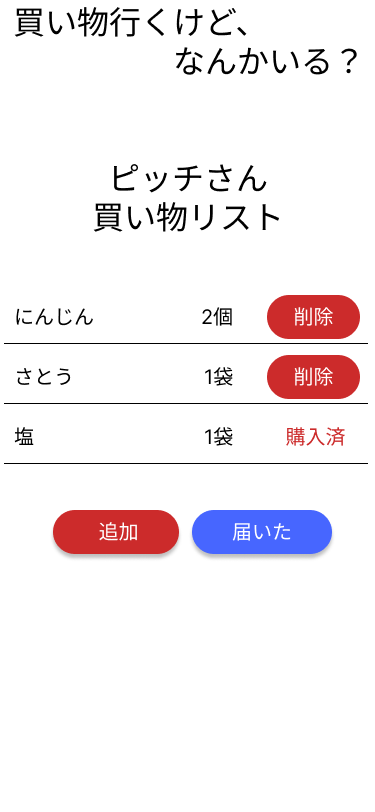 買い物行くけど、
なんかいる？
ピッチさん
買い物リスト
にんじん 2個 削除
さとう 1袋 削除
塩 1袋 購入済
追加 届いた